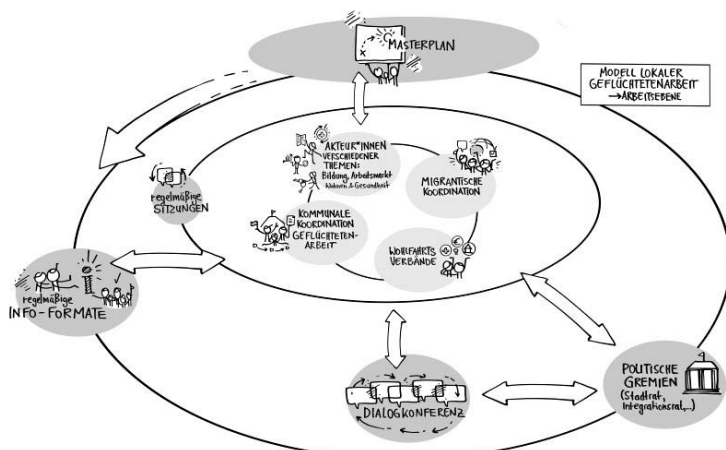 MASTERPLAN
MODELL LOKALER
GEFLÜCHTETENARBEIT
→ ARBEITSEBENE
*AKTEUR*INNEN
VERSCHIEDENER
THEMEN:
Bildung, Arbeitsmarkt
Wohnen & Gesundheit
MIGRANTISCHE
KOORDINATION
regelmäßige
SITZUNGEN
KOMMUNALE
KOORDINATION
GEFLÜCHTETEN-
ARBEIT
WOHLFAHRTS
VERBÄNDE
regelmäßige
INFO-FORMATE
DIALOGKONFERENZ
POLITISCHE
GREMIEN
(Stadtrat,
Integrationsrat,...)